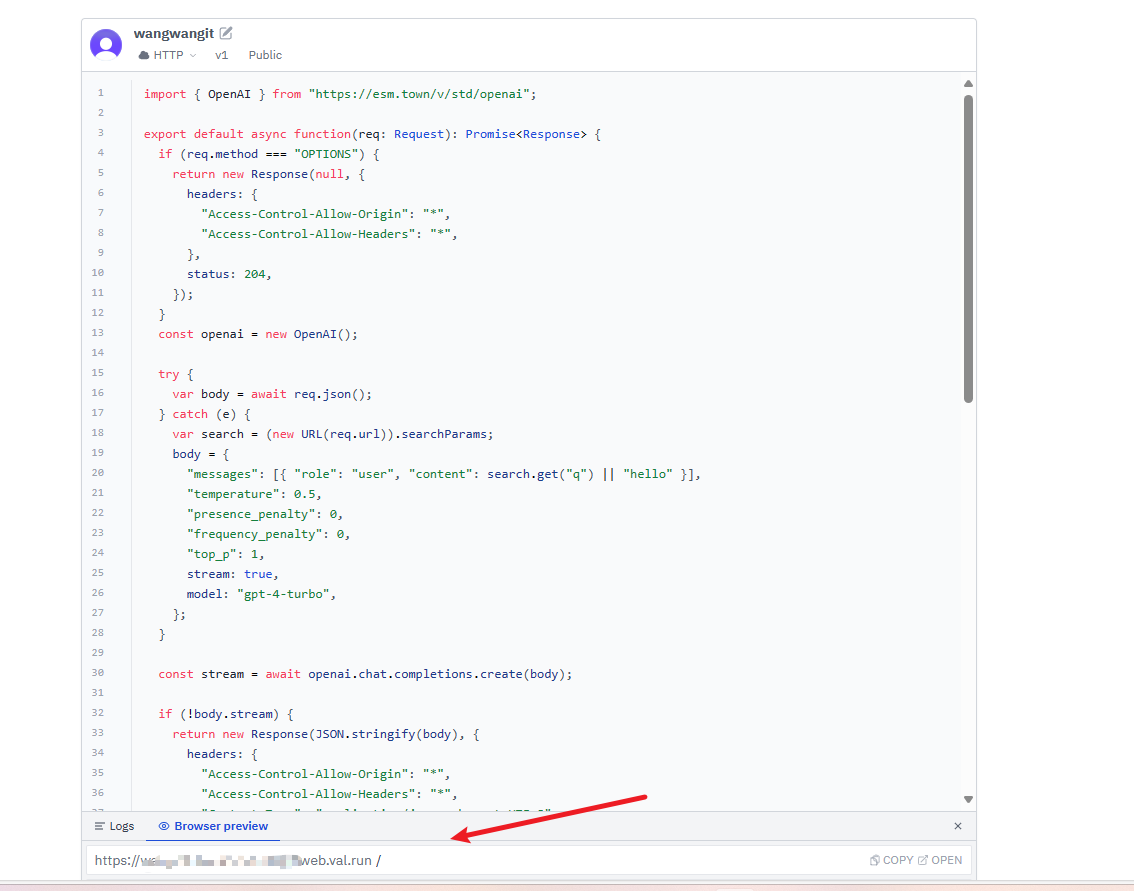 wangwangit
HTTP v1 Public
1 import { OpenAI } from "https://esm.town/v/std/openai";
2
3 export default async function(req: Request): Promise<Response> {
4 if (req.method === "OPTIONS") {
5 return new Response(null, {
6 headers: {
7 "Access-Control-Allow-Origin": "*",
8 "Access-Control-Allow-Headers": "*",
9 },
10 status: 204,
11 });
12 }
13 const openai = new OpenAI();
14
15 try {
16 var body = await req.json();
17 } catch (e) {
18 var search = (new URL(req.url)).searchParams;
19 body = {
20 "messages": [{ "role": "user", "content": search.get("q") || "hello" }],
21 "temperature": 0.5,
22 "presence_penalty": 0,
23 "frequency_penalty": 0,
24 "top_p": 1,
25 stream: true,
26 model: "gpt-4-turbo",
27 };
28 }
29
30 const stream = await openai.chat.completions.create(body);
31
32 if (!body.stream) {
33 return new Response(JSON.stringify(body), {
34 headers: {
35 "Access-Control-Allow-Origin": "*",
36 "Access-Control-Allow-Headers": "*",
Logs Browser preview
https:// web.val.run / COPY OPEN